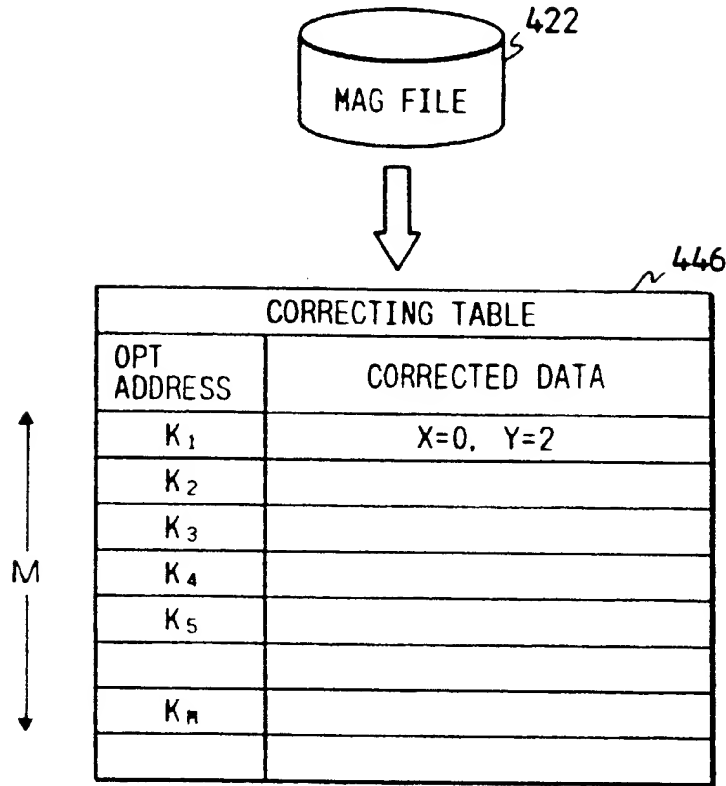 422
MAG FILE
446
CORRECTING TABLE
OPT
ADDRESS
CORRECTED DATA
K₁
X=0, Y=2
K₂
K₃
K₄
K₅
M
Kₘ